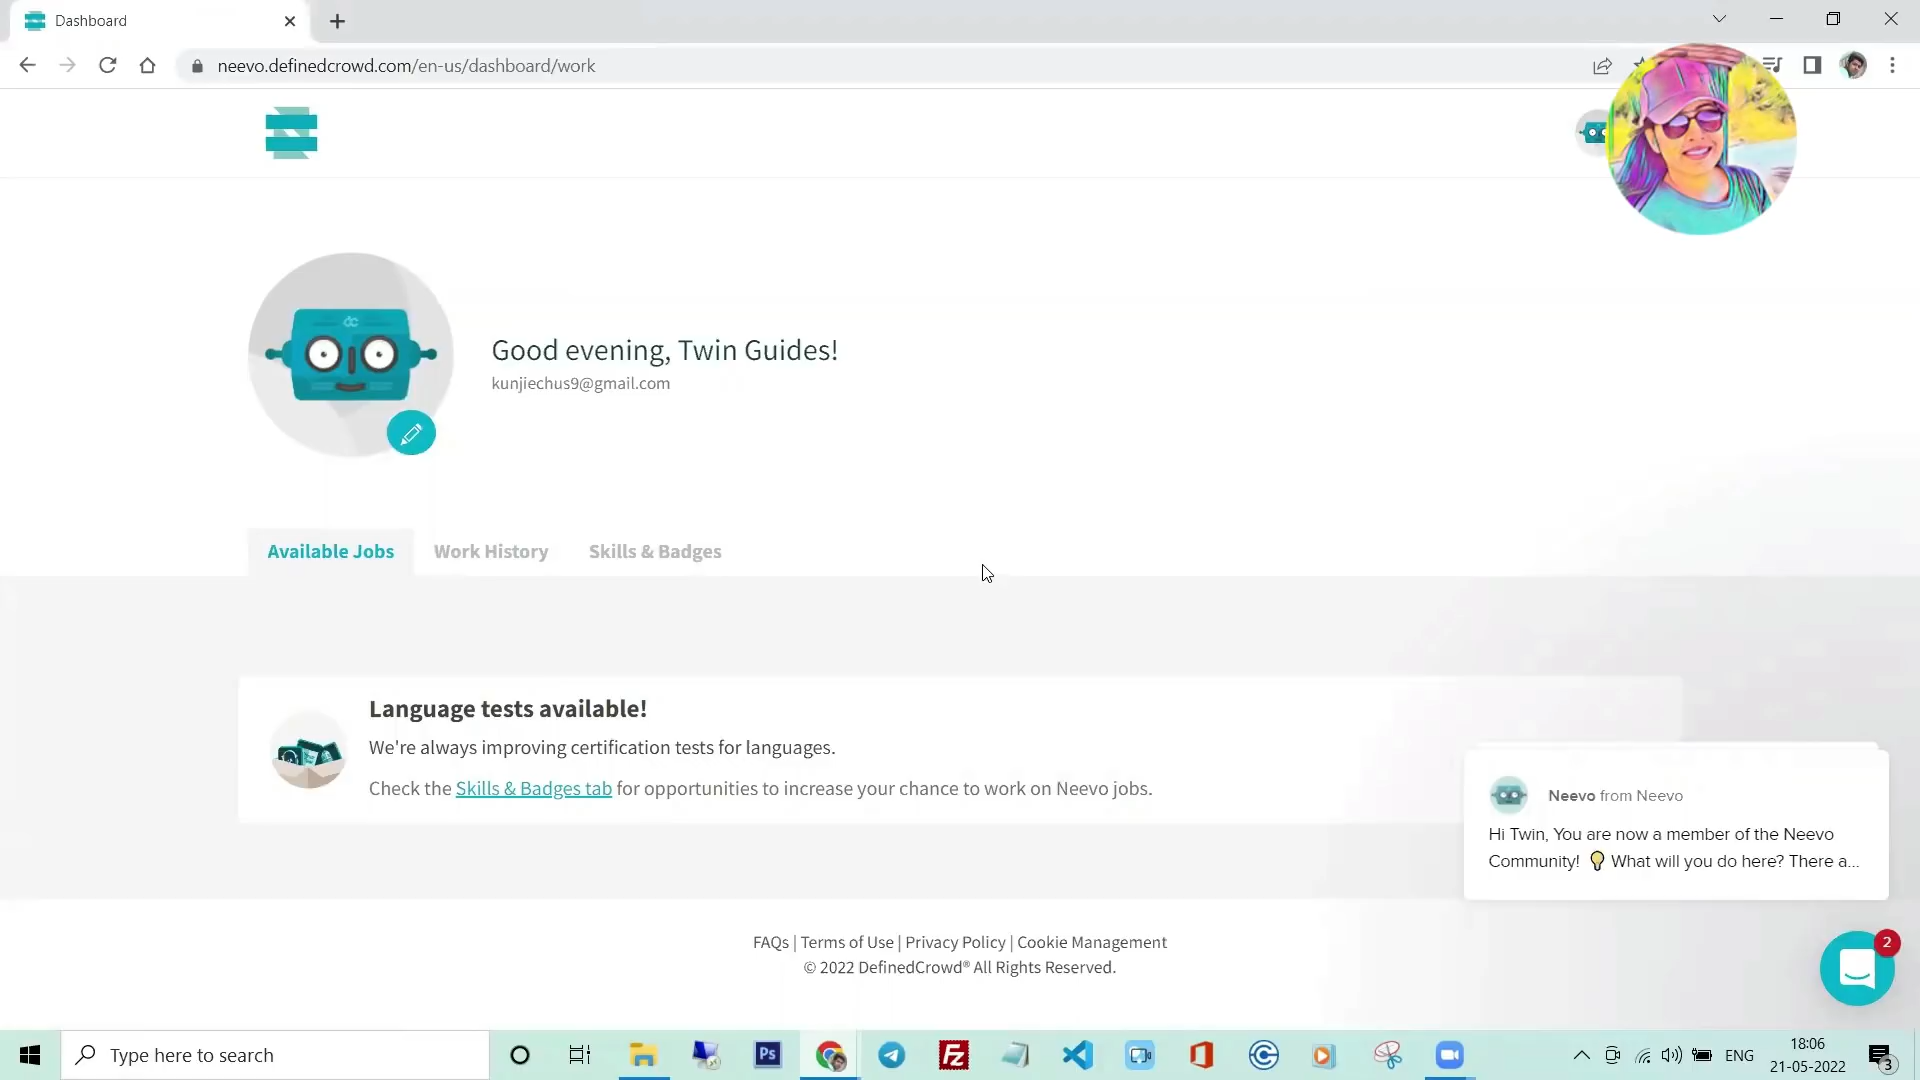 Dashboard
neevo.definedcrowd.com/en-us/dashboard/work
Good evening, Twin Guides!
kunjiechus9@gmail.com
Available Jobs
Work History
Skills & Badges
Language tests available!
We're always improving certification tests for languages.
Check the Skills & Badges tab for opportunities to increase your chance to work on Neevo jobs.
Neevo from Neevo
Hi Twin, You are now a member of the Neevo
Community! 💡 What will you do here? There a...
2
FAQs | Terms of Use | Privacy Policy | Cookie Management
© 2022 DefinedCrowd® All Rights Reserved.
Type here to search
Ps
FZ
ENG
18:06
21-05-2022
3